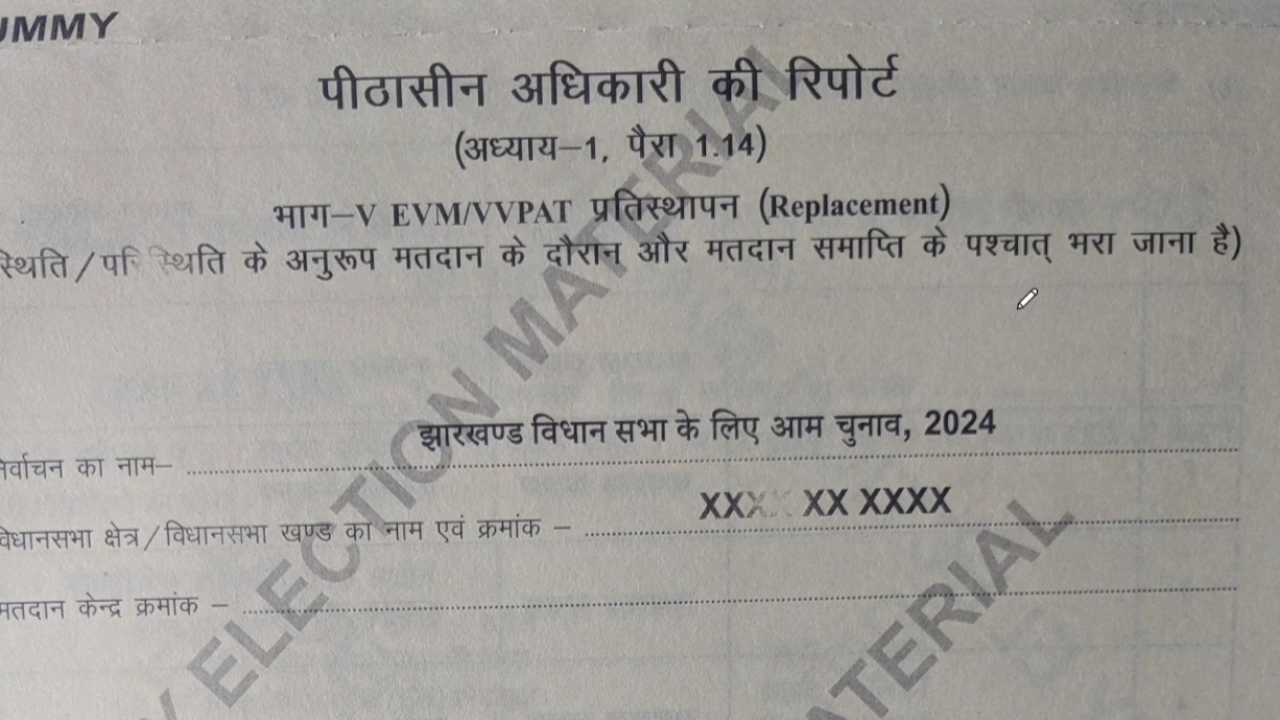 UMMY
पीठासीन अधिकारी की रिपोर्ट
(अध्याय–1, पैरा 1.14)
भाग–V EVM/VVPAT प्रतिस्थापन (Replacement)
स्थिति/परिस्थिति के अनुरूप मतदान के दौरान और मतदान समाप्ति के पश्चात् भरा जाना है)
झारखण्ड विधान सभा के लिए आम चुनाव, 2024
नेर्वाचन का नाम–
XXXX XX XXXX
विधानसभा क्षेत्र/विधानसभा खण्ड का नाम एवं क्रमांक –
मतदान केन्द्र क्रमांक –
Y ELECTION MATERIAL
MATERIAL